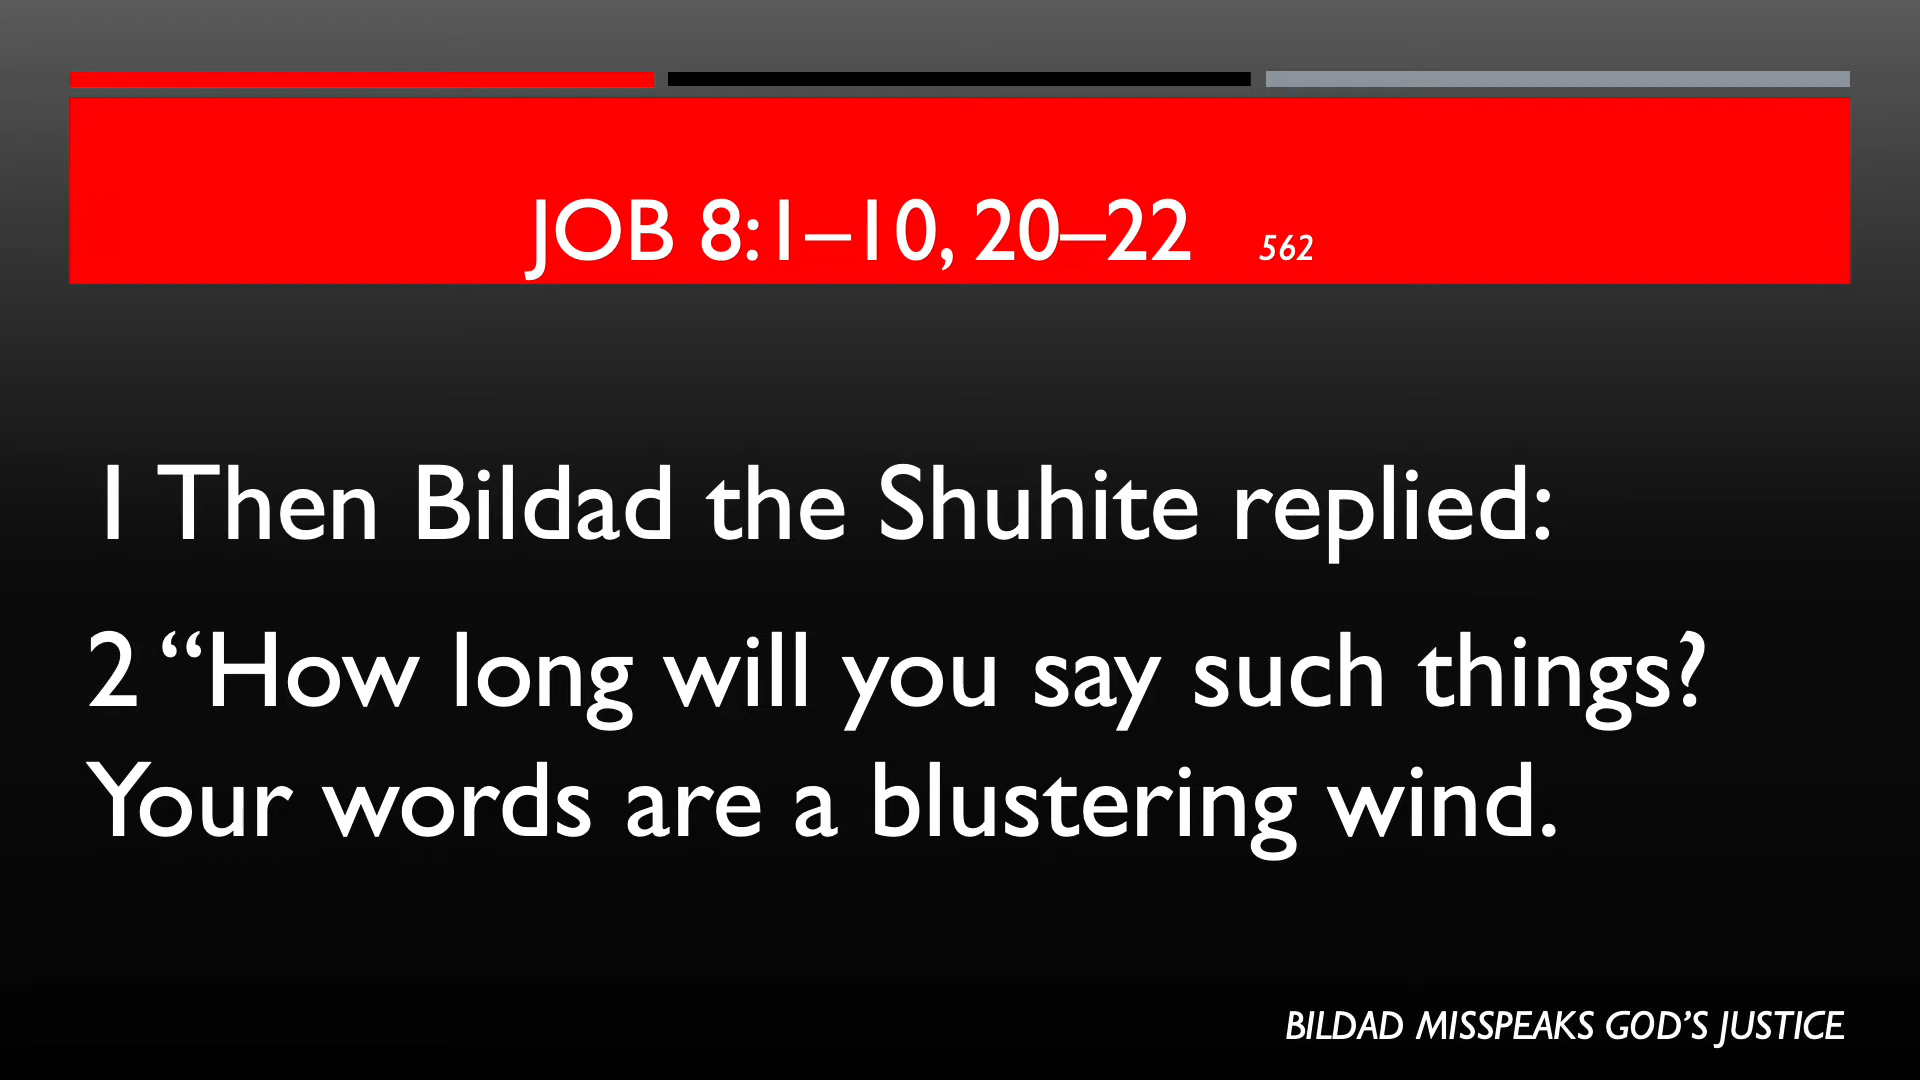 JOB 8:1–10, 20–22 562
1 Then Bildad the Shuhite replied:
2 “How long will you say such things?
Your words are a blustering wind.
BILDAD MISSPEAKS GOD’S JUSTICE